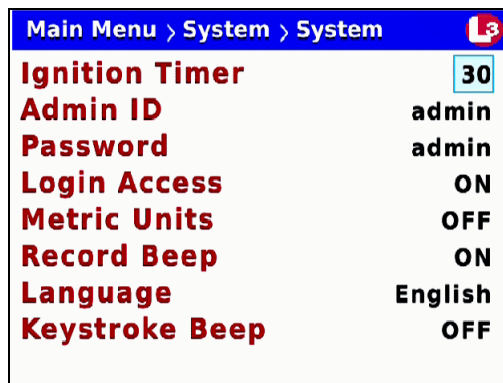 Main Menu > System > System L3
Ignition Timer 30
Admin ID admin
Password admin
Login Access ON
Metric Units OFF
Record Beep ON
Language English
Keystroke Beep OFF